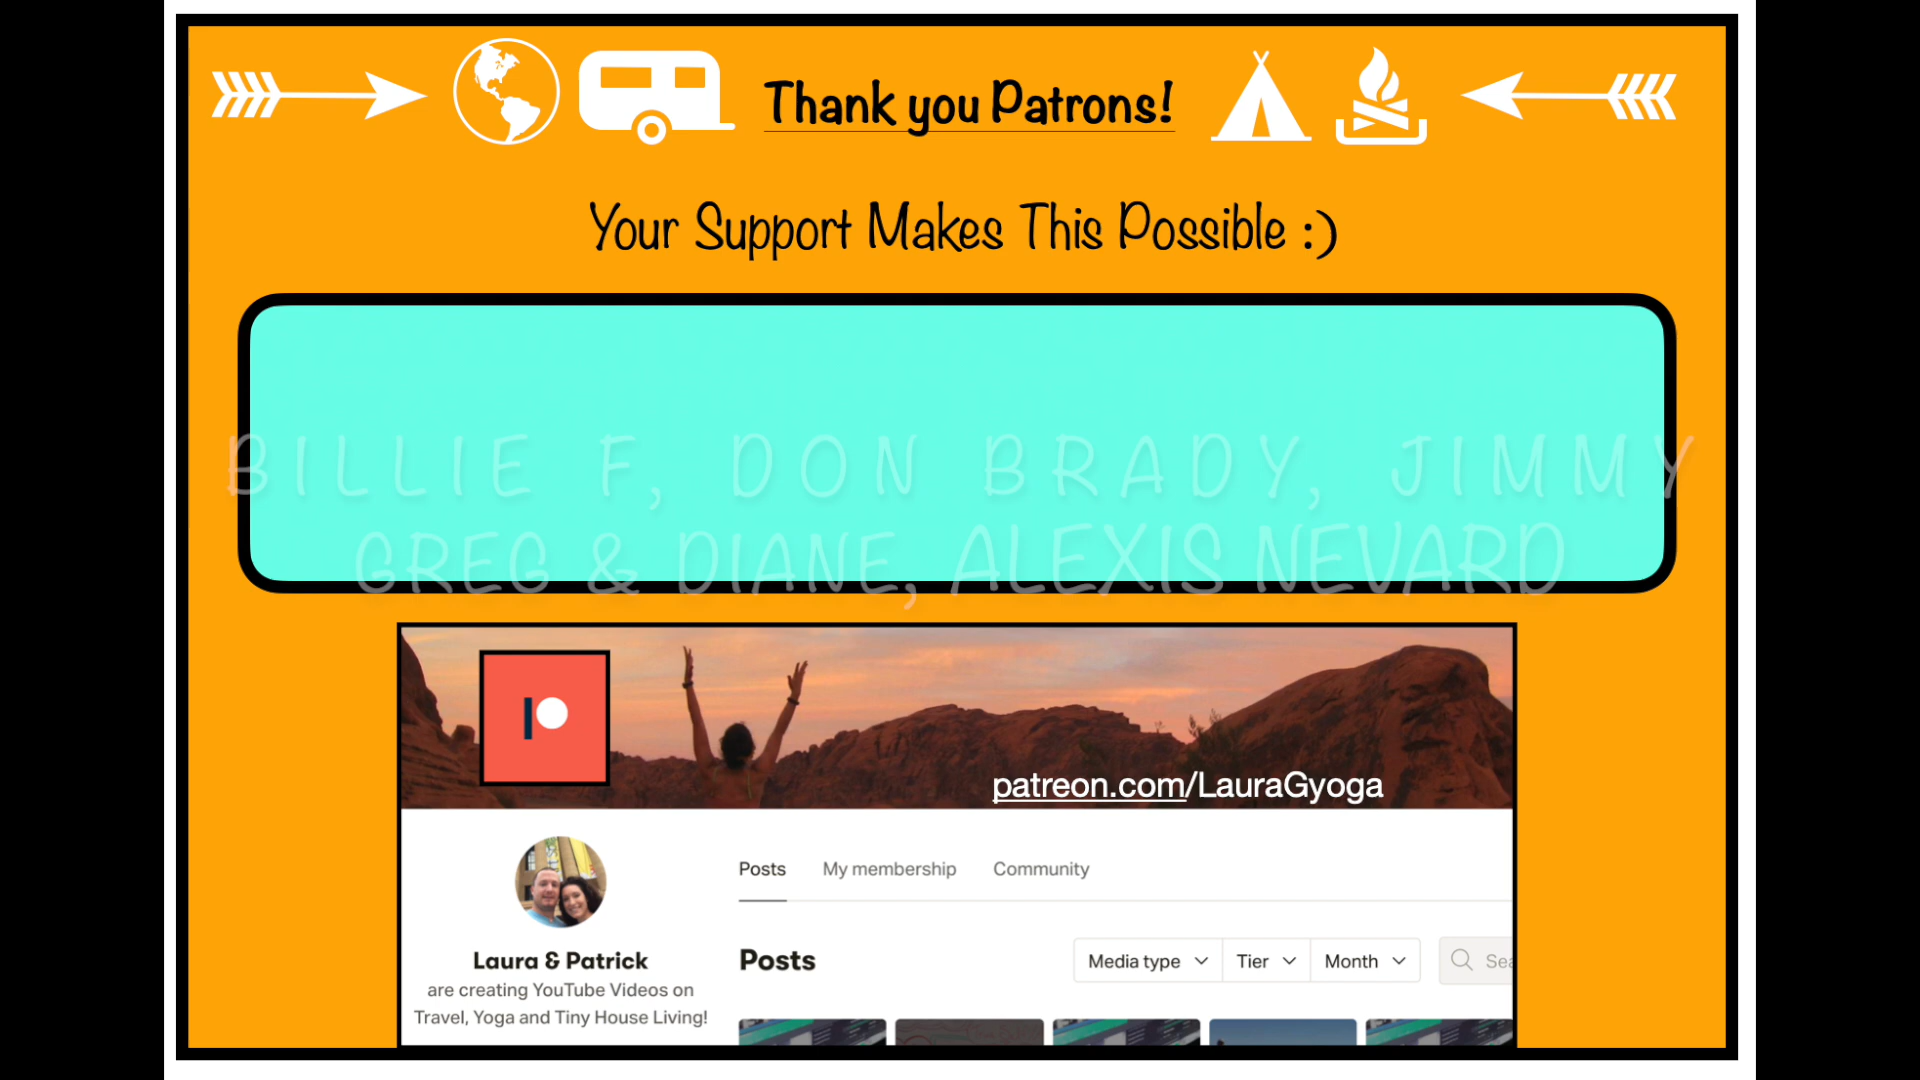 Thank you Patrons!
Your Support Makes This Possible :)
BILLIE F, DON BRADY, JIMMY
GREG & DIANE, ALEXIS NEVARD
patreon.com/LauraGyoga
Posts My membership Community
Laura & Patrick
are creating YouTube Videos on
Travel, Yoga and Tiny House Living!
Posts Media type Tier Month Sea